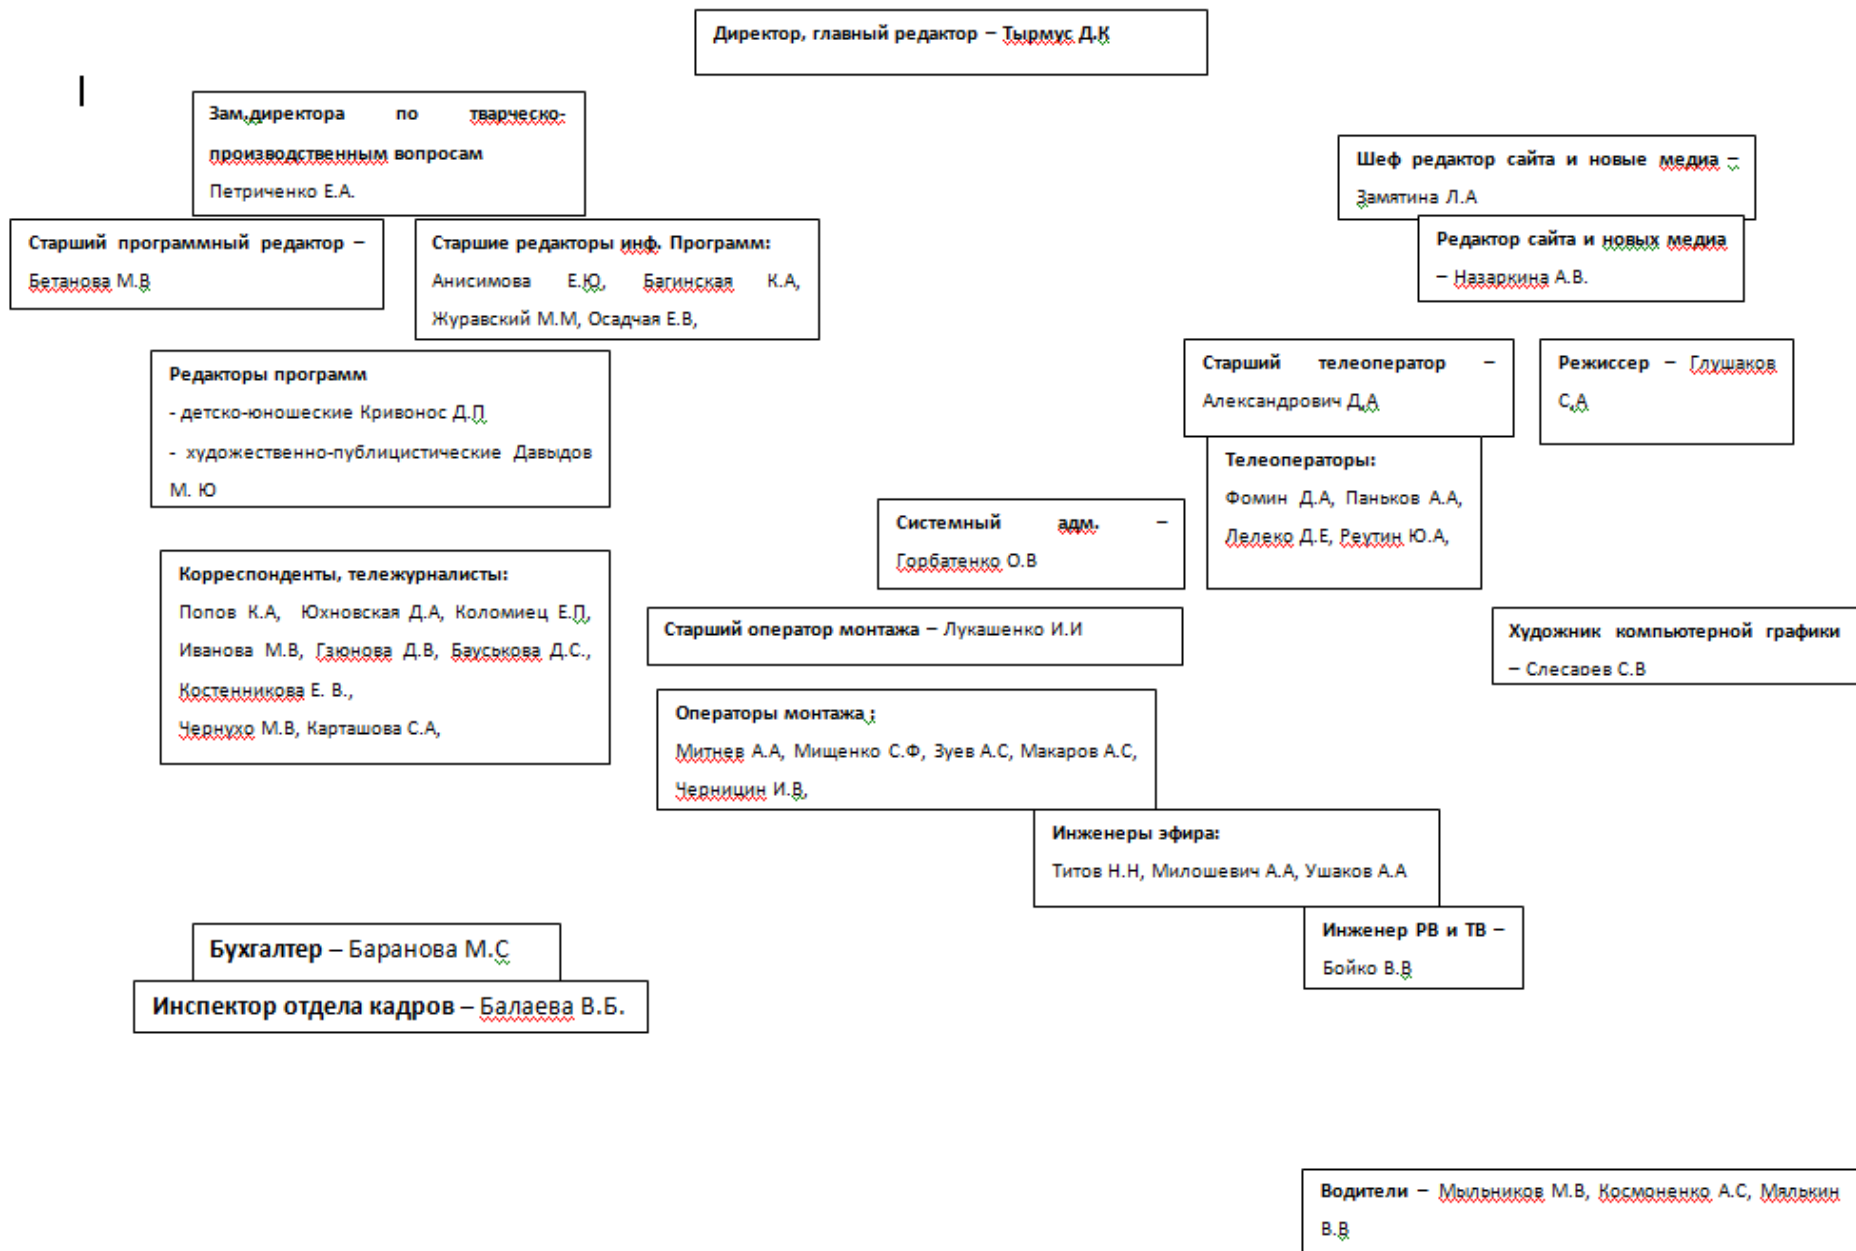 Директор, главный редактор – Тырмус Д.К
Зам.директора по тварческо-
производственным вопросам
Петриченко Е.А.
Шеф редактор сайта и новые медиа –
Замятина Л.А
Старший программный редактор –
Бетанова М.В
Старшие редакторы инф. Программ:
Анисимова Е.Ю, Багинская К.А,
Журавский М.М, Осадчая Е.В,
Редактор сайта и новых медиа
– Назаркина А.В.
Редакторы программ
- детско-юношеские Кривонос Д.П
- художественно-публицистические Давыдов
М. Ю
Старший телеоператор –
Александрович Д,А
Режиссер – Глушаков
С,А
Телеоператоры:
Фомин Д.А, Паньков А.А,
Лелеко Д.Е, Реутин Ю.А,
Системный адм. –
Горбатенко О.В
Корреспонденты, тележурналисты:
Попов К.А, Юхновская Д.А, Коломиец Е.П,
Иванова М.В, Гзюнова Д.В, Бауськова Д.С.,
Костенникова Е. В.,
Чернухо М.В, Карташова С.А,
Старший оператор монтажа – Лукашенко И.И
Художник компьютерной графики
– Слесарев С.В
Операторы монтажа ;
Митнев А.А, Мищенко С.Ф, Зуев А.С, Макаров А.С,
Черницин И.В,
Инженеры эфира:
Титов Н.Н, Милошевич А.А, Ушаков А.А
Инженер РВ и ТВ –
Бойко В.В
Бухгалтер – Баранова М.С
Инспектор отдела кадров – Балаева В.Б.
Водители – Мыльников М.В, Космоненко А.С, Мялькин
В.В